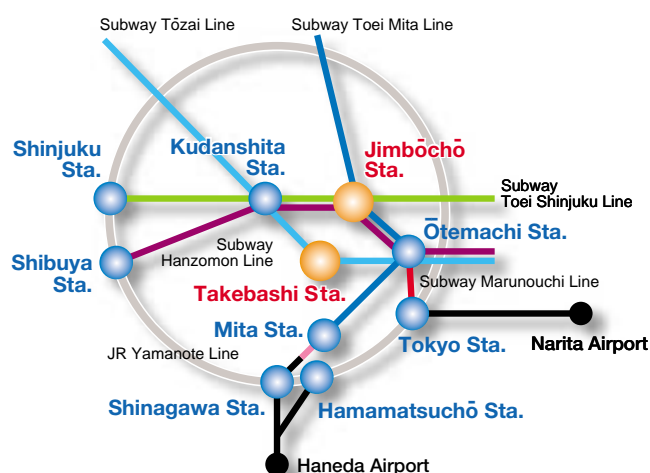 Subway Tōzai Line
Subway Toei Mita Line
Shinjuku
Sta.
Kudanshita
Sta.
Jimbōchō
Sta.
Subway
Toei Shinjuku Line
Ōtemachi Sta.
Subway
Hanzomon Line
Shibuya
Sta.
Takebashi Sta.
Subway Marunouchi Line
Mita Sta.
Tokyo Sta.
Narita Airport
JR Yamanote Line
Shinagawa Sta.
Hamamatsuchō Sta.
Haneda Airport